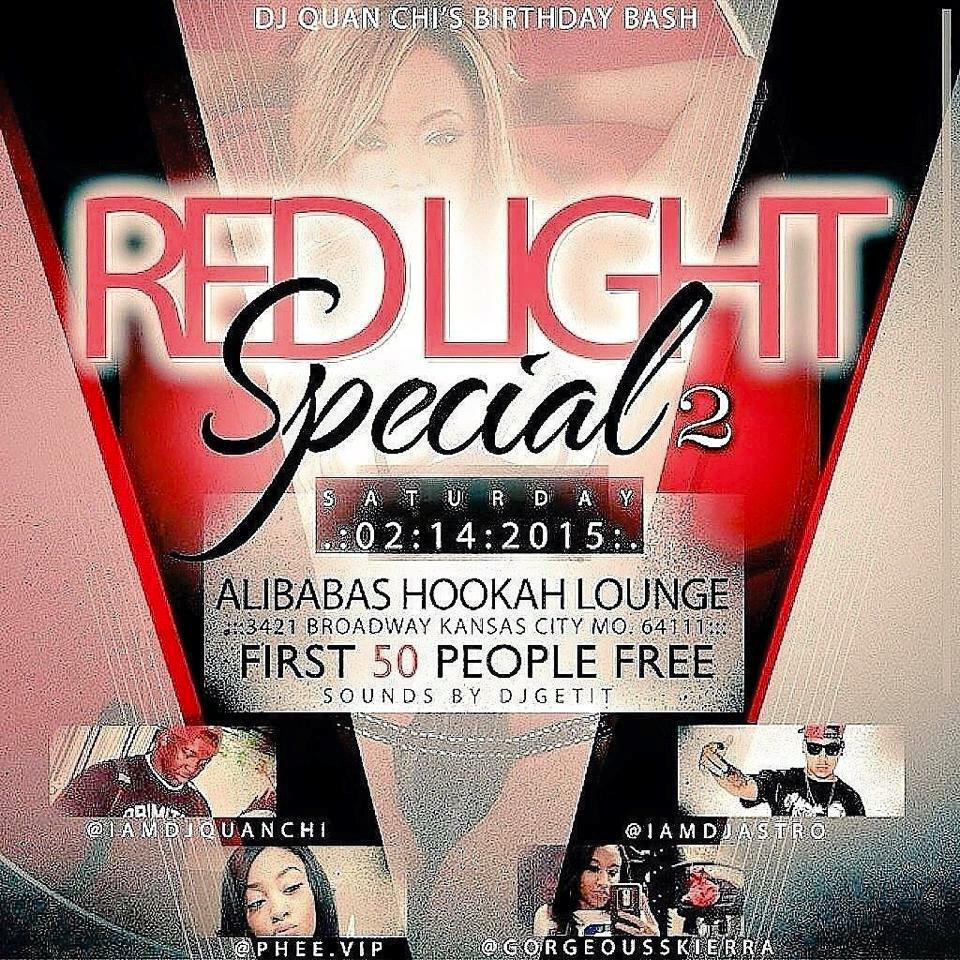 DJ QUAN CHI'S BIRTHDAY BASH
RED LIGHT
Special 2
SATURDAY
.:02:14:2015:.
ALIBABAS HOOKAH LOUNGE
.:::3421 BROADWAY KANSAS CITY MO. 64111:::.
FIRST 50 PEOPLE FREE
SOUNDS BY DJGETIT
@IAMDJQUANCHI
@IAMDJASTRO
@PHEE.VIP
@GORGEOUSSKIERRA